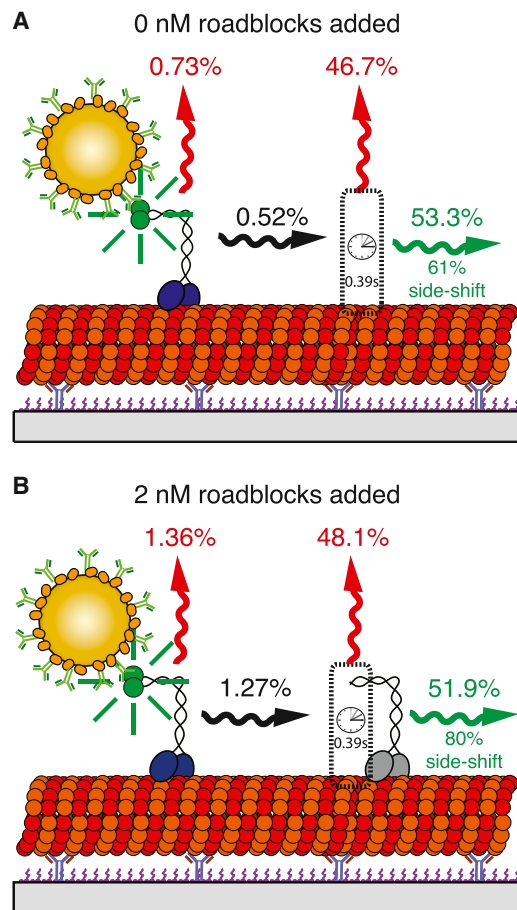 A
0 nM roadblocks added
0.73%
46.7%
0.52%
53.3%
0.39s
61%
side-shift
B
2 nM roadblocks added
1.36%
48.1%
1.27%
51.9%
0.39s
80%
side-shift